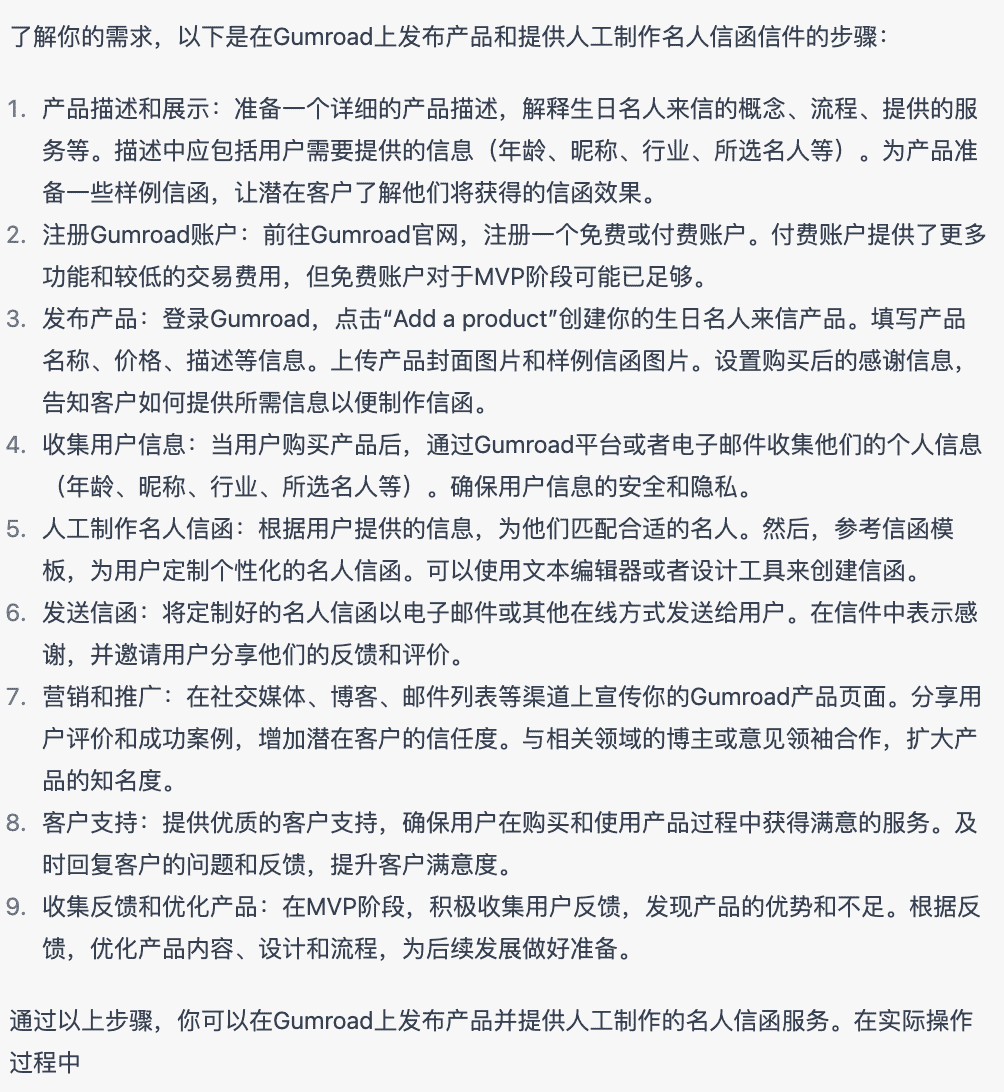 了解你的需求，以下是在Gumroad上发布产品和提供人工制作名人信函信件的步骤：
1. 产品描述和展示：准备一个详细的产品描述，解释生日名人来信的概念、流程、提供的服
务等。描述中应包括用户需要提供的信息（年龄、昵称、行业、所选名人等）。为产品准
备一些样例信函，让潜在客户了解他们将获得的信函效果。
2. 注册Gumroad账户：前往Gumroad官网，注册一个免费或付费账户。付费账户提供了更多
功能和较低的交易费用，但免费账户对于MVP阶段可能已足够。
3. 发布产品：登录Gumroad，点击“Add a product”创建你的生日名人来信产品。填写产品
名称、价格、描述等信息。上传产品封面图片和样例信函图片。设置购买后的感谢信息，
告知客户如何提供所需信息以便制作信函。
4. 收集用户信息：当用户购买产品后，通过Gumroad平台或者电子邮件收集他们的个人信息
（年龄、昵称、行业、所选名人等）。确保用户信息的安全和隐私。
5. 人工制作名人信函：根据用户提供的信息，为他们匹配合适的名人。然后，参考信函模
板，为用户定制个性化的名人信函。可以使用文本编辑器或者设计工具来创建信函。
6. 发送信函：将定制好的名人信函以电子邮件或其他在线方式发送给用户。在信件中表示感
谢，并邀请用户分享他们的反馈和评价。
7. 营销和推广：在社交媒体、博客、邮件列表等渠道上宣传你的Gumroad产品页面。分享用
户评价和成功案例，增加潜在客户的信任度。与相关领域的博主或意见领袖合作，扩大产
品的知名度。
8. 客户支持：提供优质的客户支持，确保用户在购买和使用产品过程中获得满意的服务。及
时回复客户的问题和反馈，提升客户满意度。
9. 收集反馈和优化产品：在MVP阶段，积极收集用户反馈，发现产品的优势和不足。根据反
馈，优化产品内容、设计和流程，为后续发展做好准备。
通过以上步骤，你可以在Gumroad上发布产品并提供人工制作的名人信函服务。在实际操作
过程中